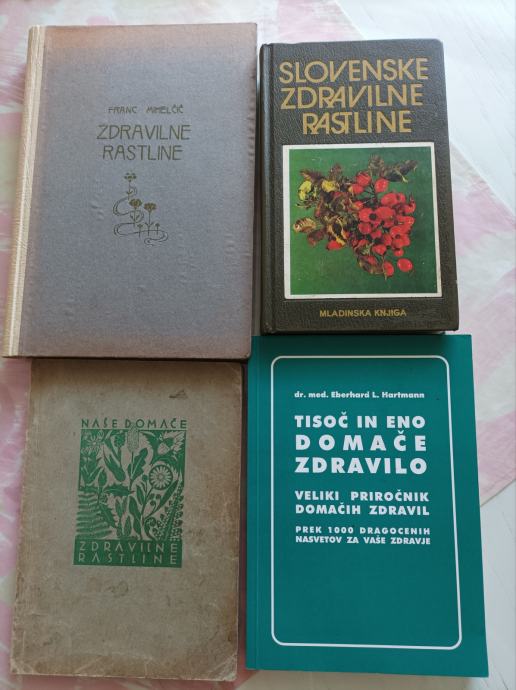 FRANC MIHELČIČ
ZDRAVILNE
RASTLINE
SLOVENSKE
ZDRAVILNE
RASTLINE
MLADINSKA KNJIGA
NAŠE DOMAČE
ZDRAVILNE
RASTLINE
dr. med. Eberhard L. Hartmann
TISOČ IN ENO
DOMAČE
ZDRAVILO
VELIKI PRIROČNIK
DOMAČIH ZDRAVIL
PREK 1000 DRAGOCENIH
NASVETOV ZA VAŠE ZDRAVJE